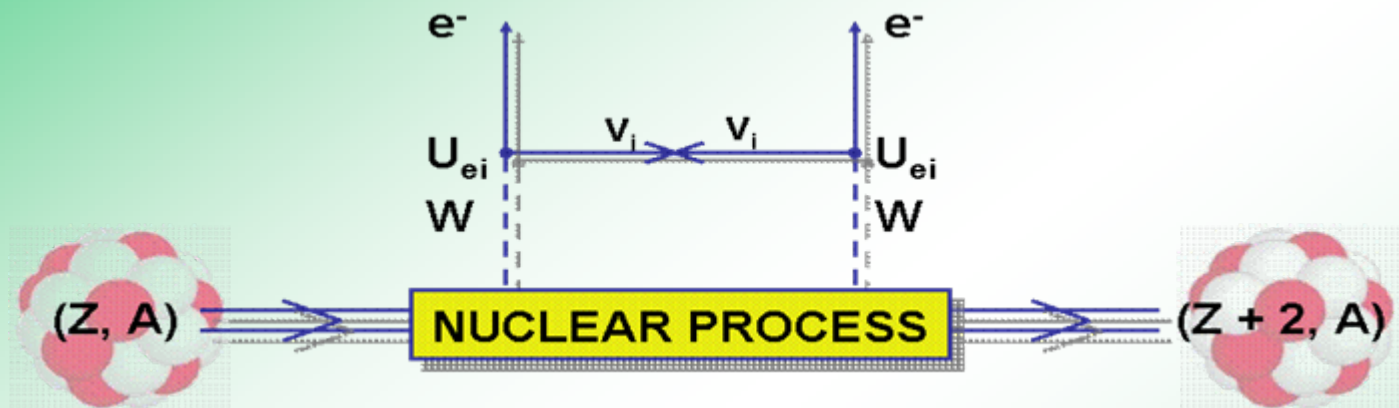 e⁻ e⁻
νᵢ νᵢ
Uₑᵢ Uₑᵢ
W W
(Z, A) NUCLEAR PROCESS (Z + 2, A)